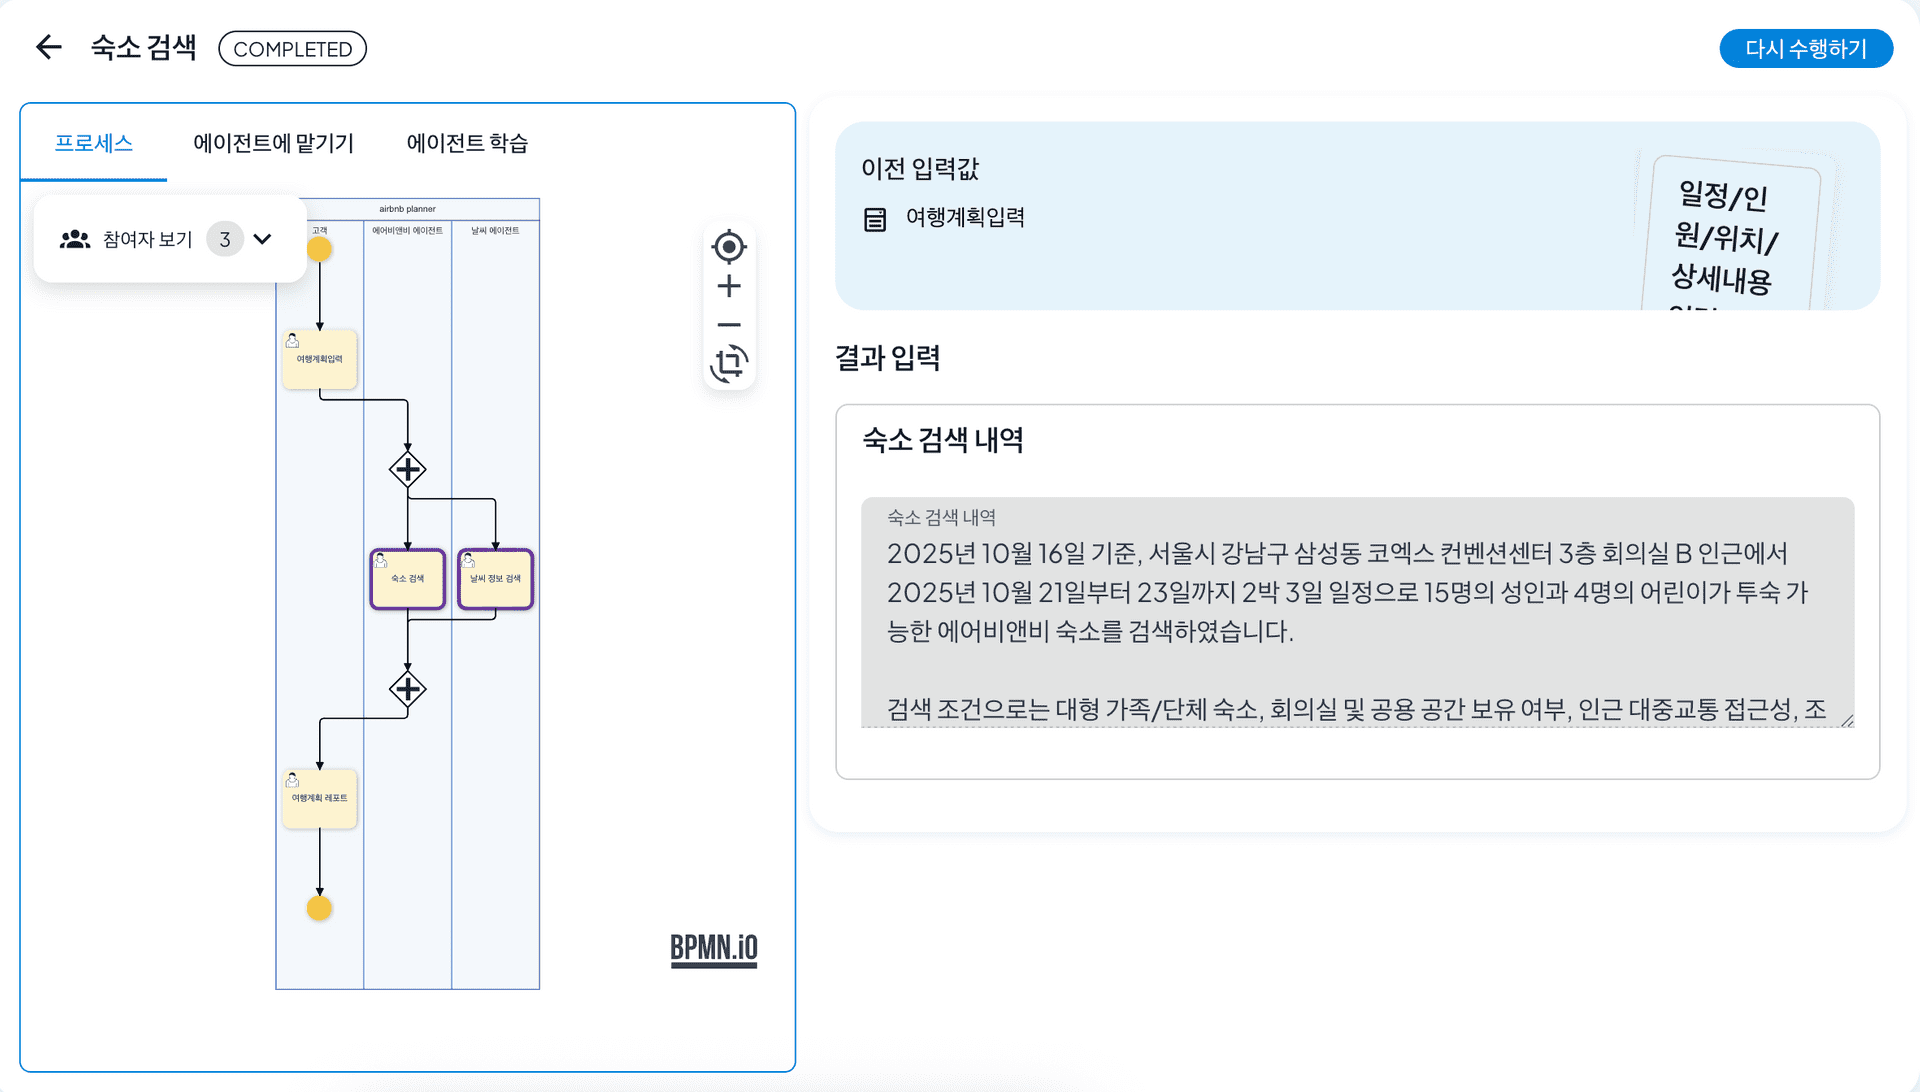 숙소 검색
COMPLETED
다시 수행하기
프로세스
에이전트에 맡기기
에이전트 학습
참여자 보기
3
airbnb planner
고객
에어비앤비 에이전트
날씨 에이전트
여행계획입력
숙소 검색
날씨 정보 검색
여행계획 레포트
BPMN.iO
이전 입력값
여행계획입력
일정/인
원/위치/
상세내용
결과 입력
숙소 검색 내역
숙소 검색 내역
2025년 10월 16일 기준, 서울시 강남구 삼성동 코엑스 컨벤션센터 3층 회의실 B 인근에서
2025년 10월 21일부터 23일까지 2박 3일 일정으로 15명의 성인과 4명의 어린이가 투숙 가
능한 에어비앤비 숙소를 검색하였습니다.
검색 조건으로는 대형 가족/단체 숙소, 회의실 및 공용 공간 보유 여부, 인근 대중교통 접근성, 조